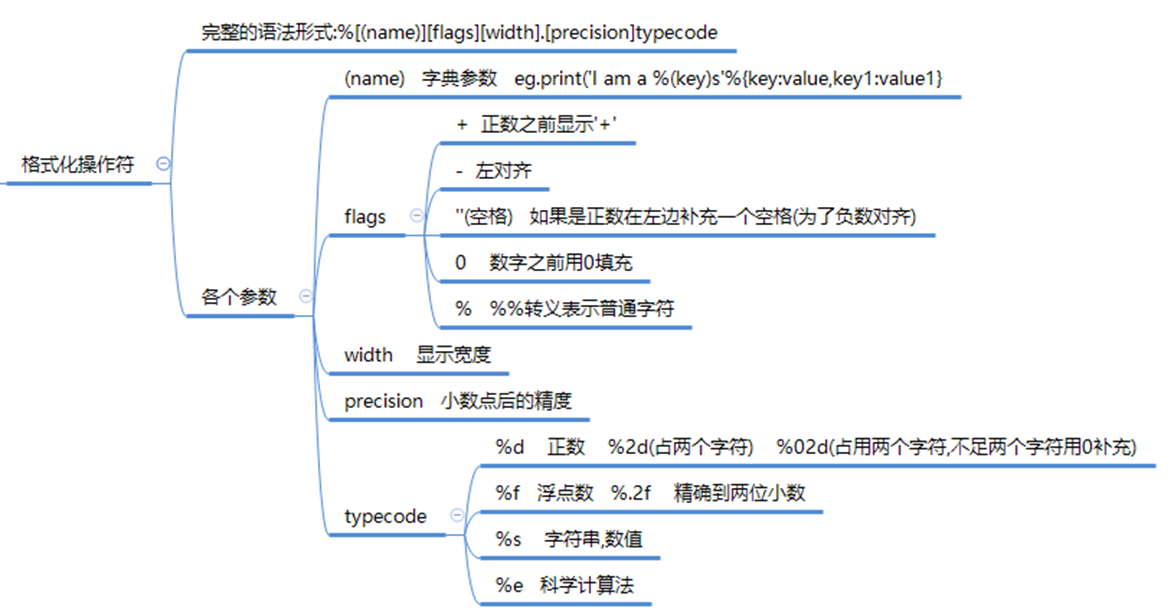 完整的语法形式:%[(name)][flags][width].[precision]typecode
(name) 字典参数 eg.print('I am a %(key)s'%{key:value,key1:value1}
+ 正数之前显示'+'
格式化操作符
- 左对齐
flags
''(空格) 如果是正数在左边补充一个空格(为了负数对齐)
0 数字之前用0填充
各个参数
% %%转义表示普通字符
width 显示宽度
precision 小数点后的精度
%d 正数 %2d(占两个字符) %02d(占用两个字符,不足两个字符用0补充)
%f 浮点数 %.2f 精确到两位小数
typecode
%s 字符串,数值
%e 科学计算法